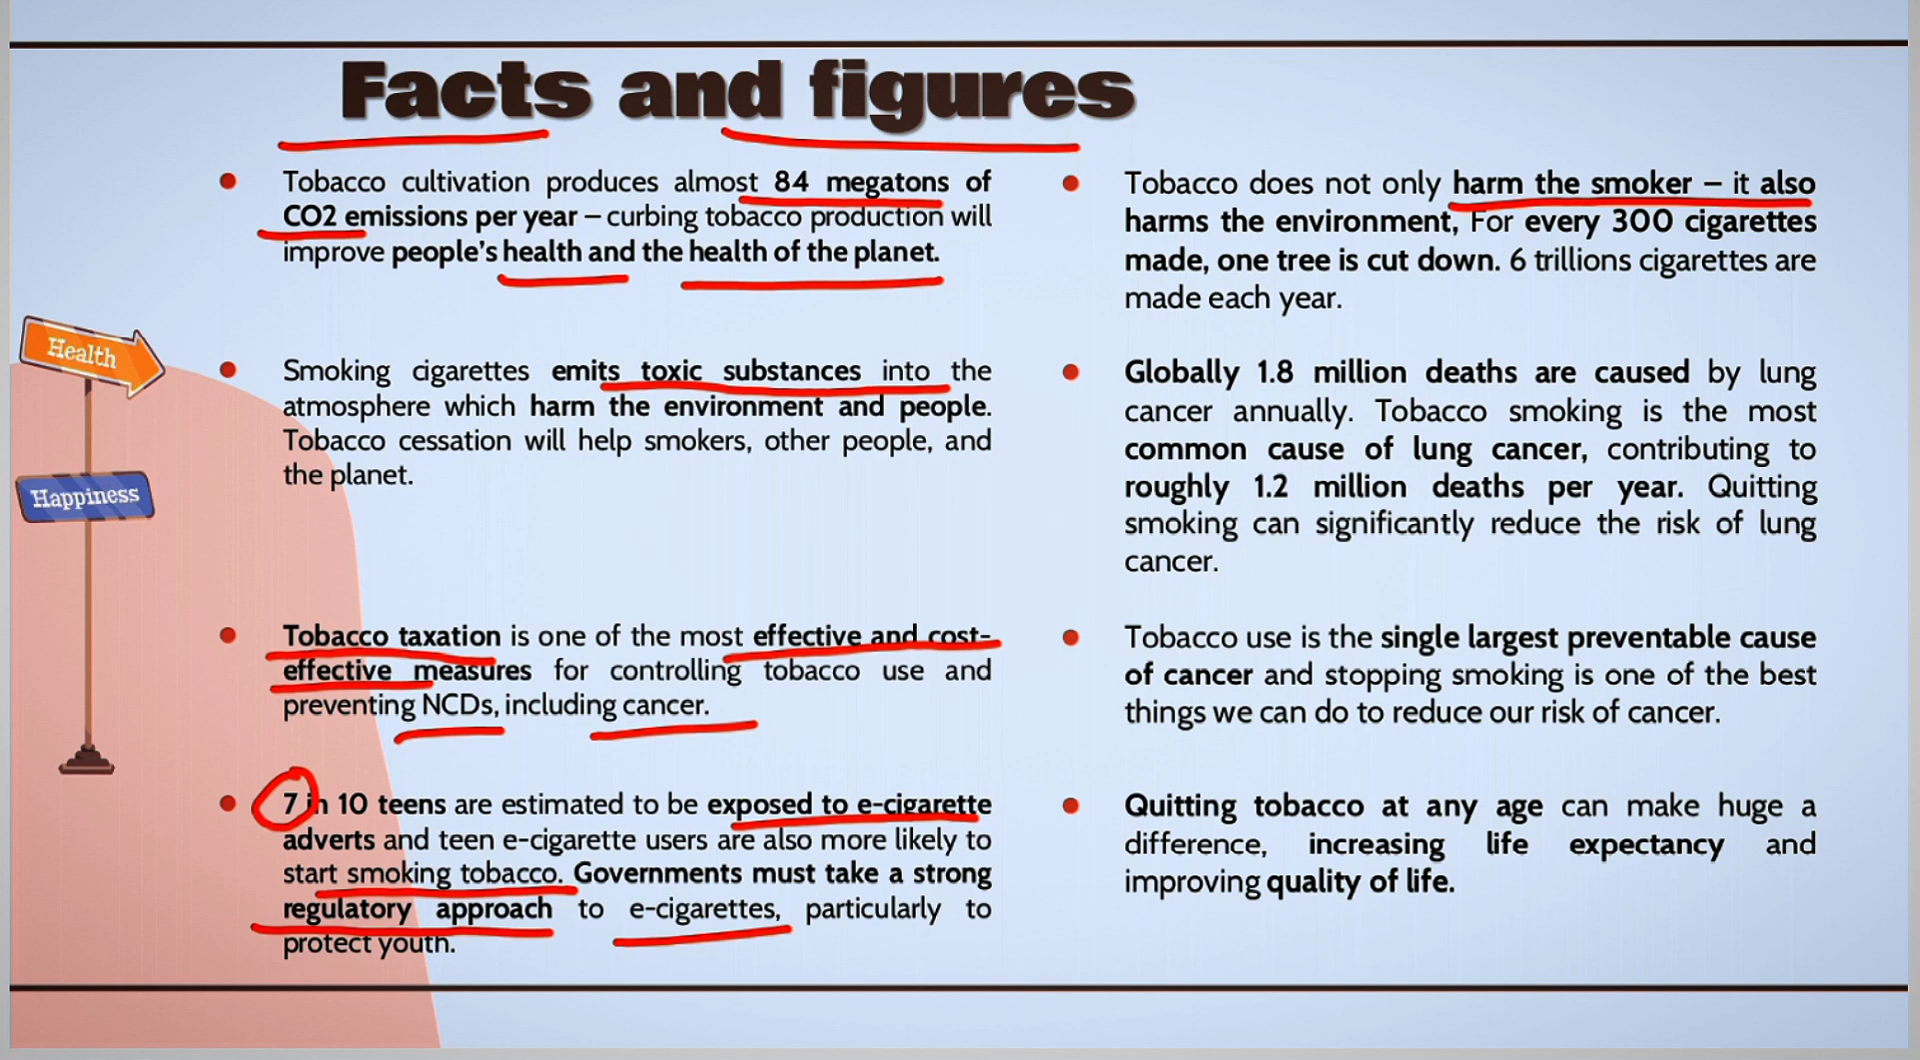 Facts and figures
Tobacco cultivation produces almost 84 megatons of
CO2 emissions per year – curbing tobacco production will
improve people's health and the health of the planet.
Smoking cigarettes emits toxic substances into the
atmosphere which harm the environment and people.
Tobacco cessation will help smokers, other people, and
the planet.
Tobacco taxation is one of the most effective and cost-
effective measures for controlling tobacco use and
preventing NCDs, including cancer.
7 in 10 teens are estimated to be exposed to e-cigarette
adverts and teen e-cigarette users are also more likely to
start smoking tobacco. Governments must take a strong
regulatory approach to e-cigarettes, particularly to
protect youth.
Tobacco does not only harm the smoker – it also
harms the environment, For every 300 cigarettes
made, one tree is cut down. 6 trillions cigarettes are
made each year.
Globally 1.8 million deaths are caused by lung
cancer annually. Tobacco smoking is the most
common cause of lung cancer, contributing to
roughly 1.2 million deaths per year. Quitting
smoking can significantly reduce the risk of lung
cancer.
Tobacco use is the single largest preventable cause
of cancer and stopping smoking is one of the best
things we can do to reduce our risk of cancer.
Quitting tobacco at any age can make huge a
difference, increasing life expectancy and
improving quality of life.
Health
Happiness